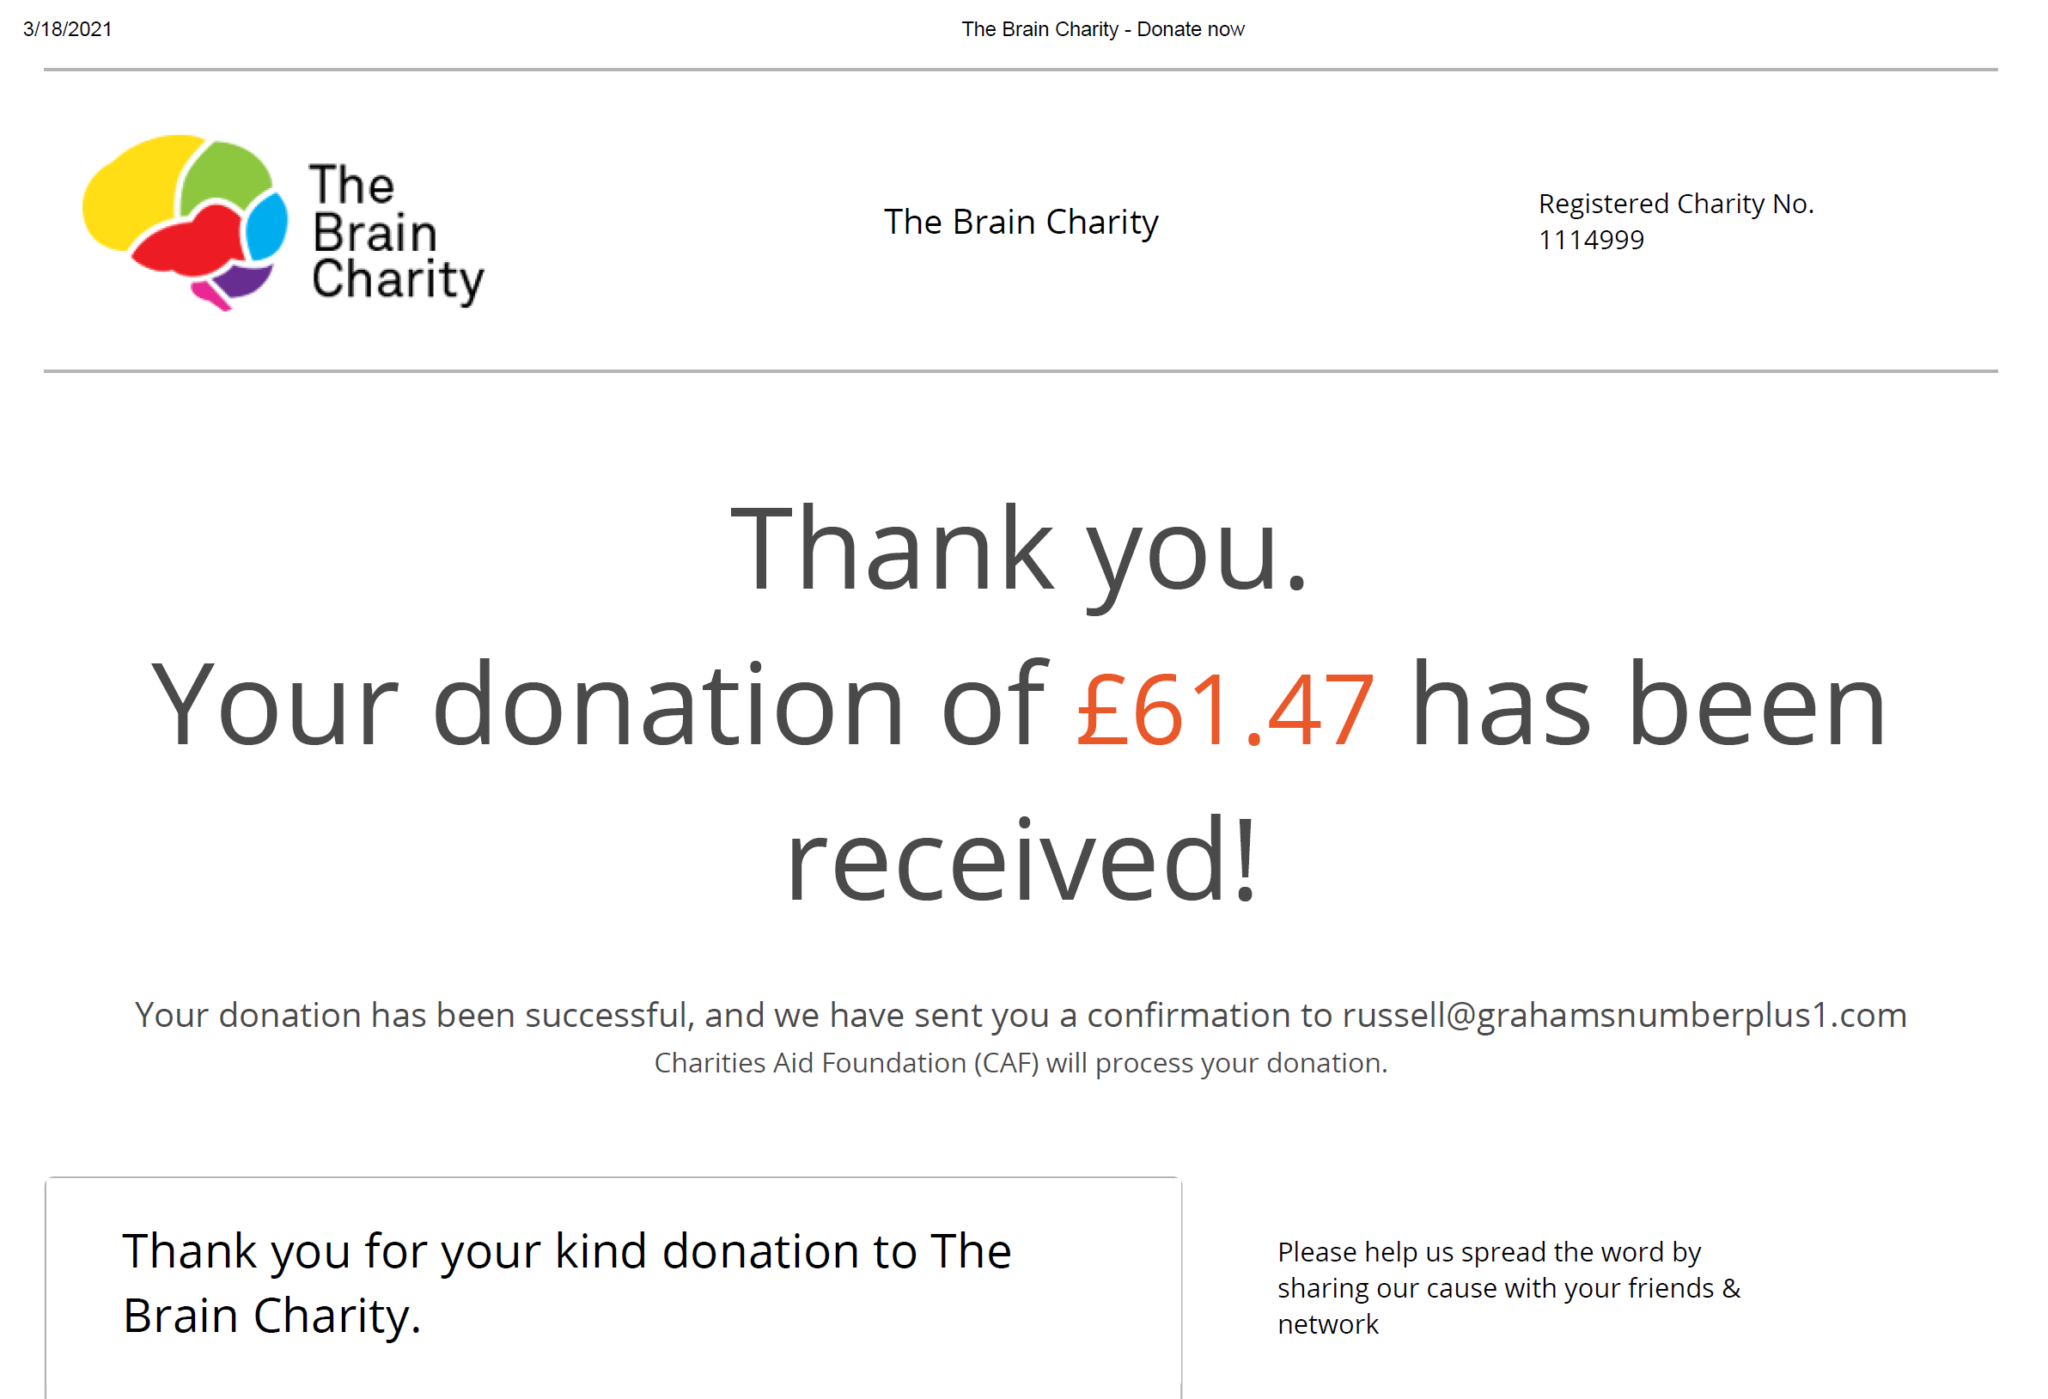 3/18/2021
The Brain Charity - Donate now
The
Brain
Charity
The Brain Charity
Registered Charity No.
1114999
Thank you.
Your donation of £61.47 has been
received!
Your donation has been successful, and we have sent you a confirmation to russell@grahamsnumberplus1.com
Charities Aid Foundation (CAF) will process your donation.
Thank you for your kind donation to The
Brain Charity.
Please help us spread the word by
sharing our cause with your friends &
network